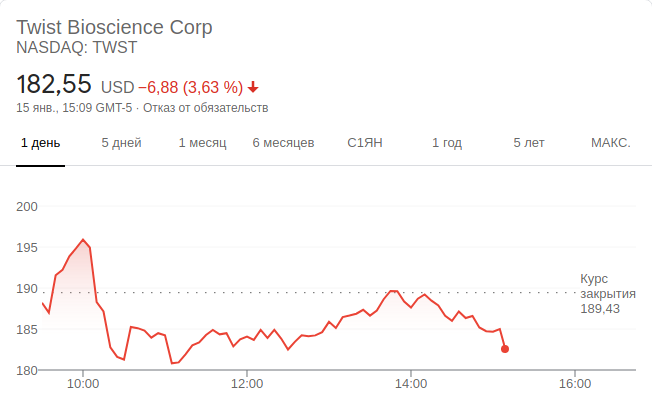 Twist Bioscience Corp
NASDAQ: TWST
182,55 USD −6,88 (3,63 %) ↓
15 янв., 15:09 GMT-5 · Отказ от обязательств
1 день 5 дней 1 месяц 6 месяцев С1ЯН 1 год 5 лет МАКС.
200
195
190
185
180
Курс
закрытия
189,43
10:00 12:00 14:00 16:00